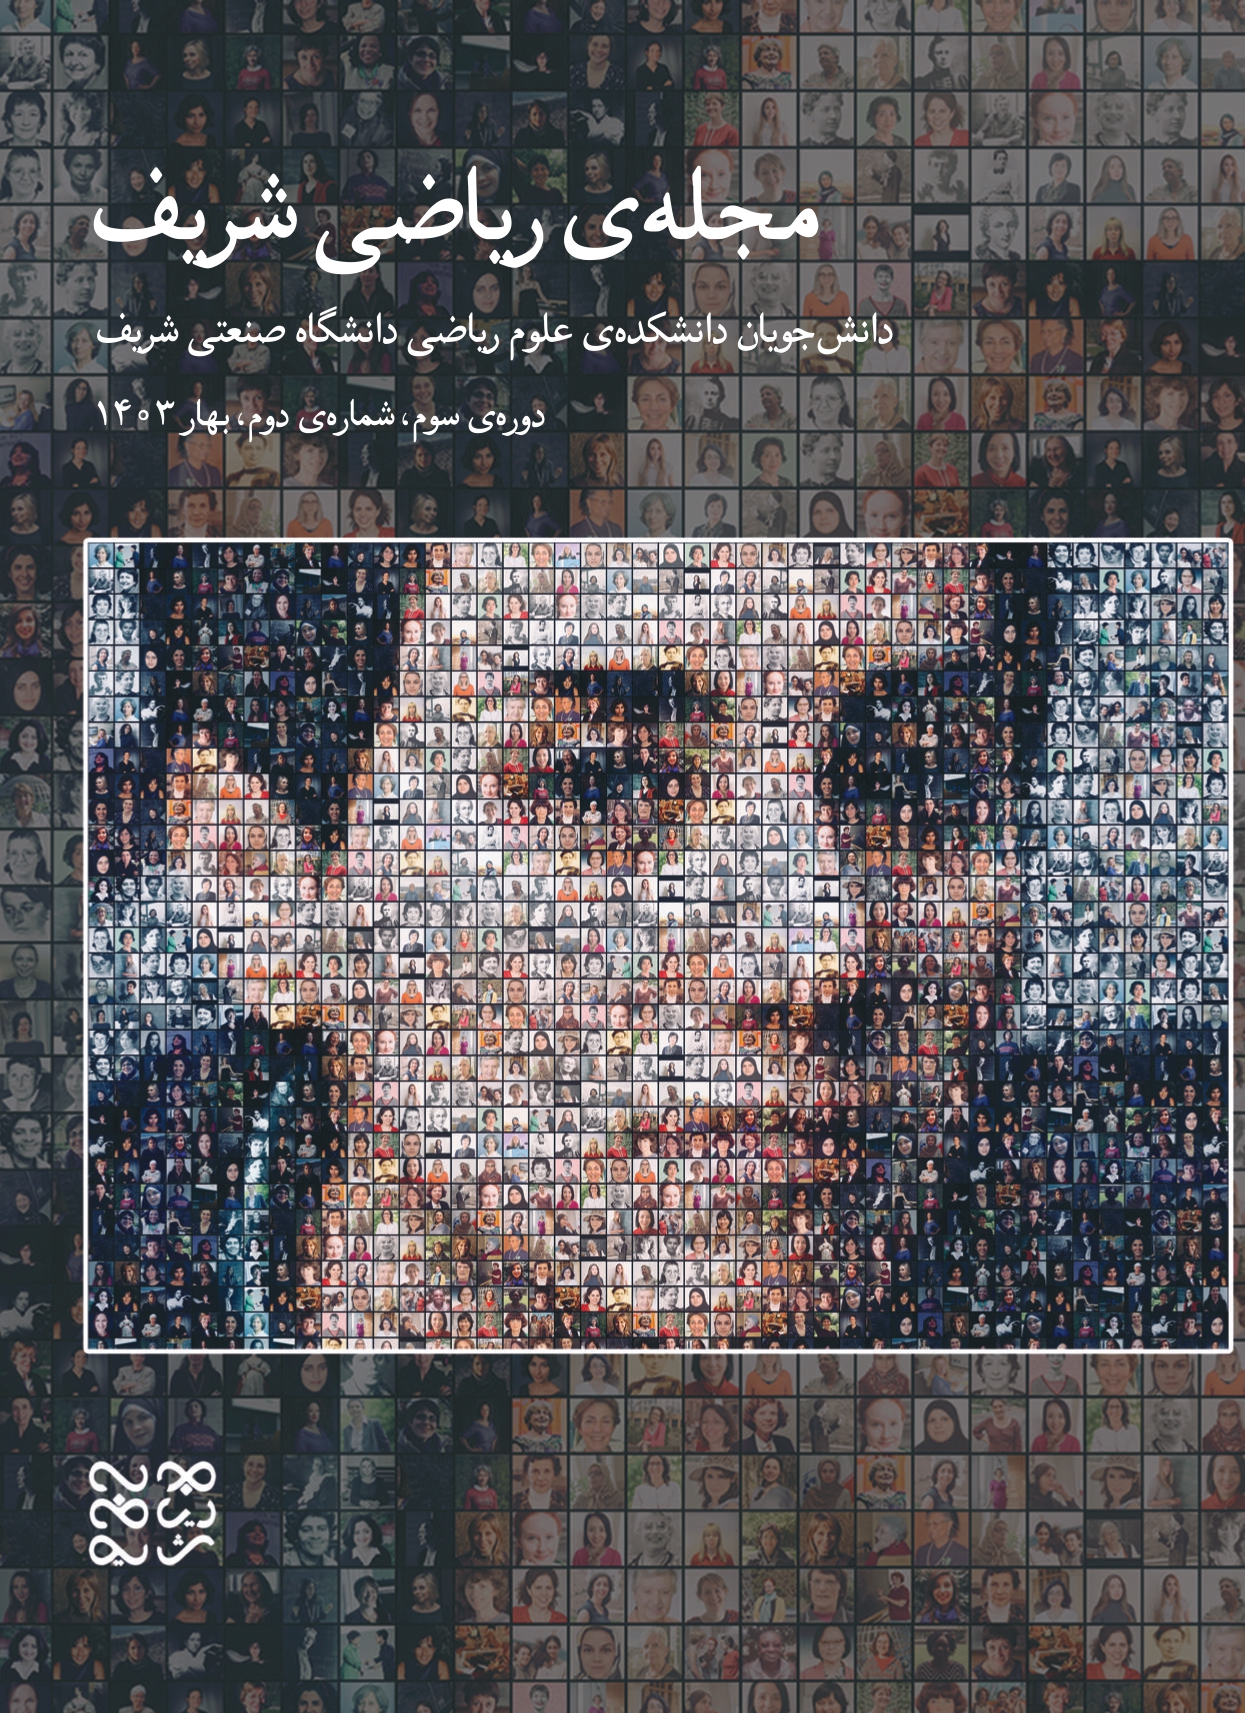 مجله‌ی ریاضی شریف
دانش‌جویان دانشکده‌ی علوم ریاضی دانشگاه صنعتی شریف
دوره‌ی سوم، شماره‌ی دوم، بهار ۱۴۰۳